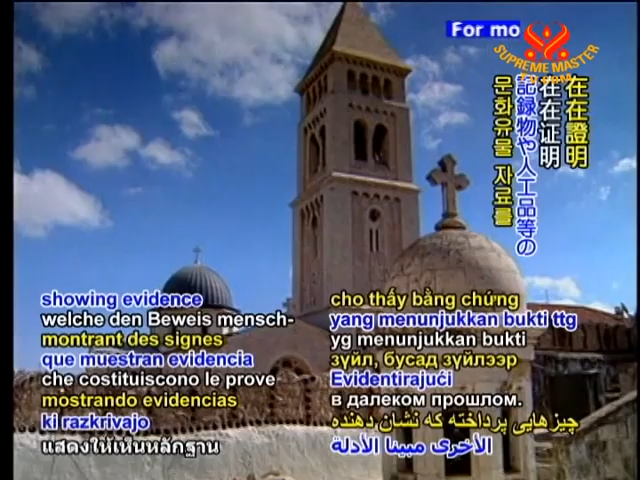 For mo
SUPREME MASTER
TV.COM
在在證明
在在证明
記録物や人工品等の
문화유물 자료를
showing evidence
welche den Beweis mensch-
montrant des signes
que muestran evidencia
che costituiscono le prove
mostrando evidencias
ki razkrivajo
แสดงให้เห็นหลักฐาน
cho thấy bằng chứng
yang menunjukkan bukti ttg
yg menunjukkan bukti
зүйл, бусад зүйлээр
Evidentirajući
в далеком прошлом.
چیزهایی پرداخته که نشان دهنده
الأخرى مبينا الأدلة